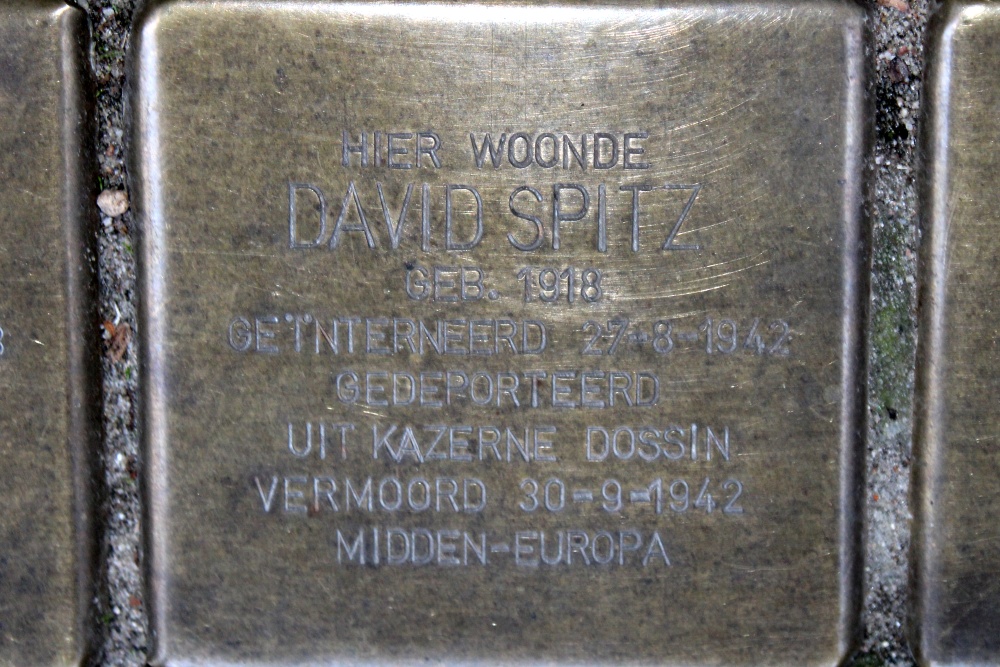 HIER WOONDE
DAVID SPITZ
GEB. 1918
GEÏNTERNEERD 27-8-1942
GEDEPORTEERD
UIT KAZERNE DOSSIN
VERMOORD 30-9-1942
MIDDEN-EUROPA